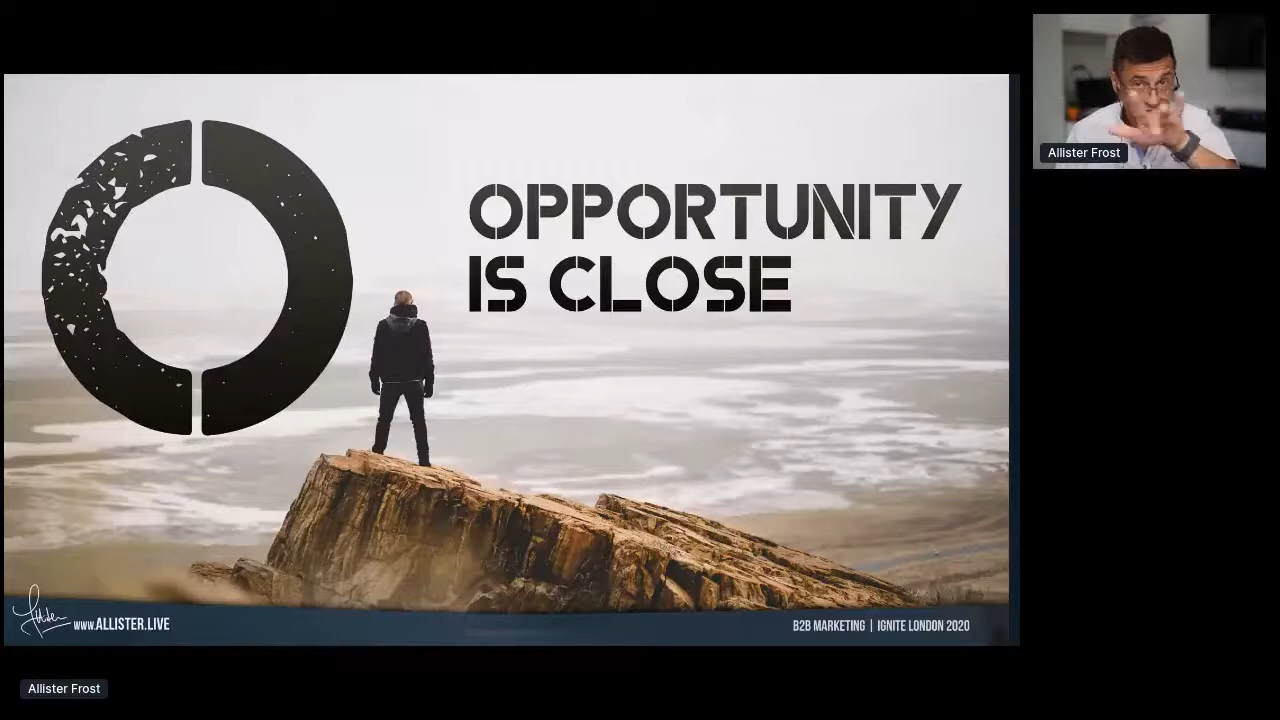 Allister Frost
OPPORTUNITY
IS CLOSE
www.ALLISTER.LIVE
B2B MARKETING | IGNITE LONDON 2020
Allister Frost